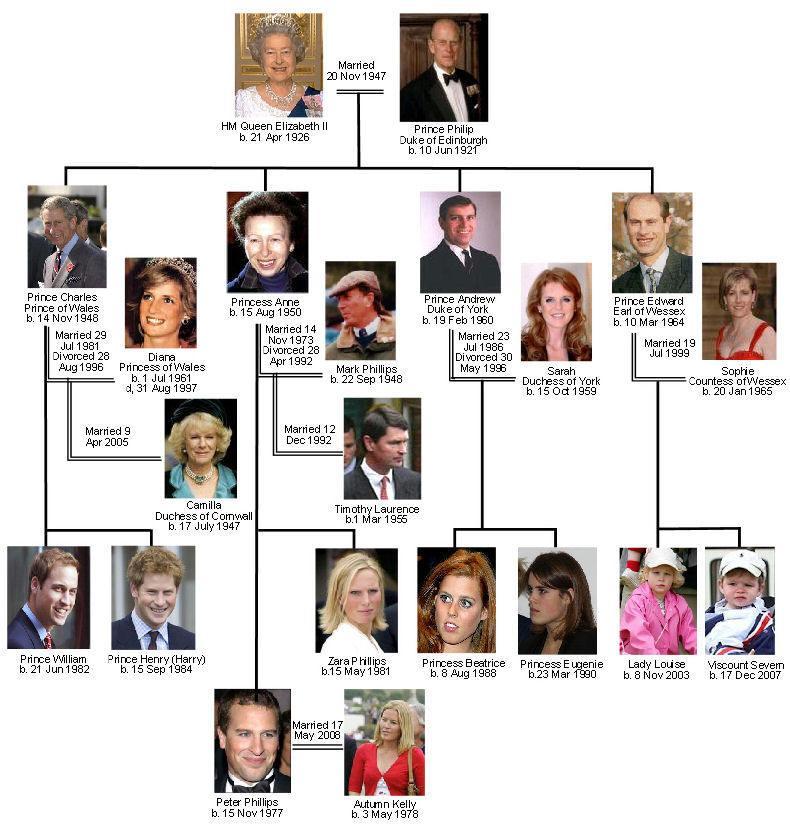 Married
20 Nov 1947
HM Queen Elizabeth II
b. 21 Apr 1926
Prince Philip
Duke of Edinburgh
b. 10 Jun 1921
Prince Charles
Prince of Wales
b. 14 Nov 1948
Married 29
Jul 1981
Divorced 28
Aug 1996
Diana
Princess of Wales
b. 1 Jul 1961
d, 31 Aug 1997
Princess Anne
b. 15 Aug 1950
Married 14
Nov 1973
Divorced 28
Apr 1992
Mark Phillips
b. 22 Sep 1948
Prince Andrew
Duke of York
b. 19 Feb 1960
Married 23
Jul 1986
Divorced 30
May 1996
Sarah
Duchess of York
b. 15 Oct 1959
Prince Edward
Earl of Wessex
b. 10 Mar 1964
Married 19
Jul 1999
Sophie
Countess of Wessex
b. 20 Jan 1965
Married 9
Apr 2005
Camilla
Duchess of Cornwall
b. 17 July 1947
Married 12
Dec 1992
Timothy Laurence
b.1 Mar 1955
Prince William
b. 21 Jun 1982
Prince Henry (Harry)
b. 15 Sep 1984
Zara Phillips
b.15 May 1981
Princess Beatrice
b. 8 Aug 1988
Princess Eugenie
b.23 Mar 1990
Lady Louise
b. 8 Nov 2003
Viscount Severn
b. 17 Dec 2007
Married 17
May 2008
Peter Phillips
b. 15 Nov 1977
Autumn Kelly
b. 3 May 1978